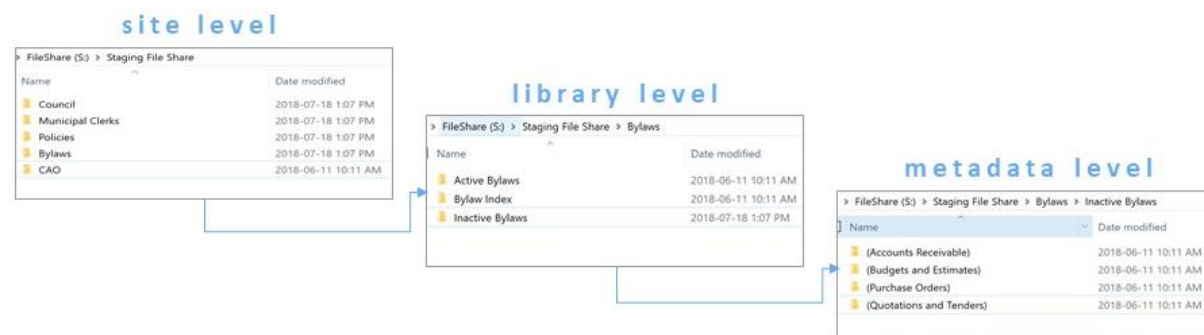 site level
> FileShare (S:) > Staging File Share
Name Date modified
Council 2018-07-18 1:07 PM
Municipal Clerks 2018-07-18 1:07 PM
Policies 2018-07-18 1:07 PM
Bylaws 2018-07-18 1:07 PM
CAO 2018-06-11 10:11 AM
library level
> FileShare (S:) > Staging File Share > Bylaws
Name Date modified
Active Bylaws 2018-06-11 10:11 AM
Bylaw Index 2018-06-11 10:11 AM
Inactive Bylaws 2018-07-18 1:07 PM
metadata level
> FileShare (S:) > Staging File Share > Bylaws > Inactive Bylaws
Name Date modified
(Accounts Receivable) 2018-06-11 10:11 AM
(Budgets and Estimates) 2018-06-11 10:11 AM
(Purchase Orders) 2018-06-11 10:11 AM
(Quotations and Tenders) 2018-06-11 10:11 AM